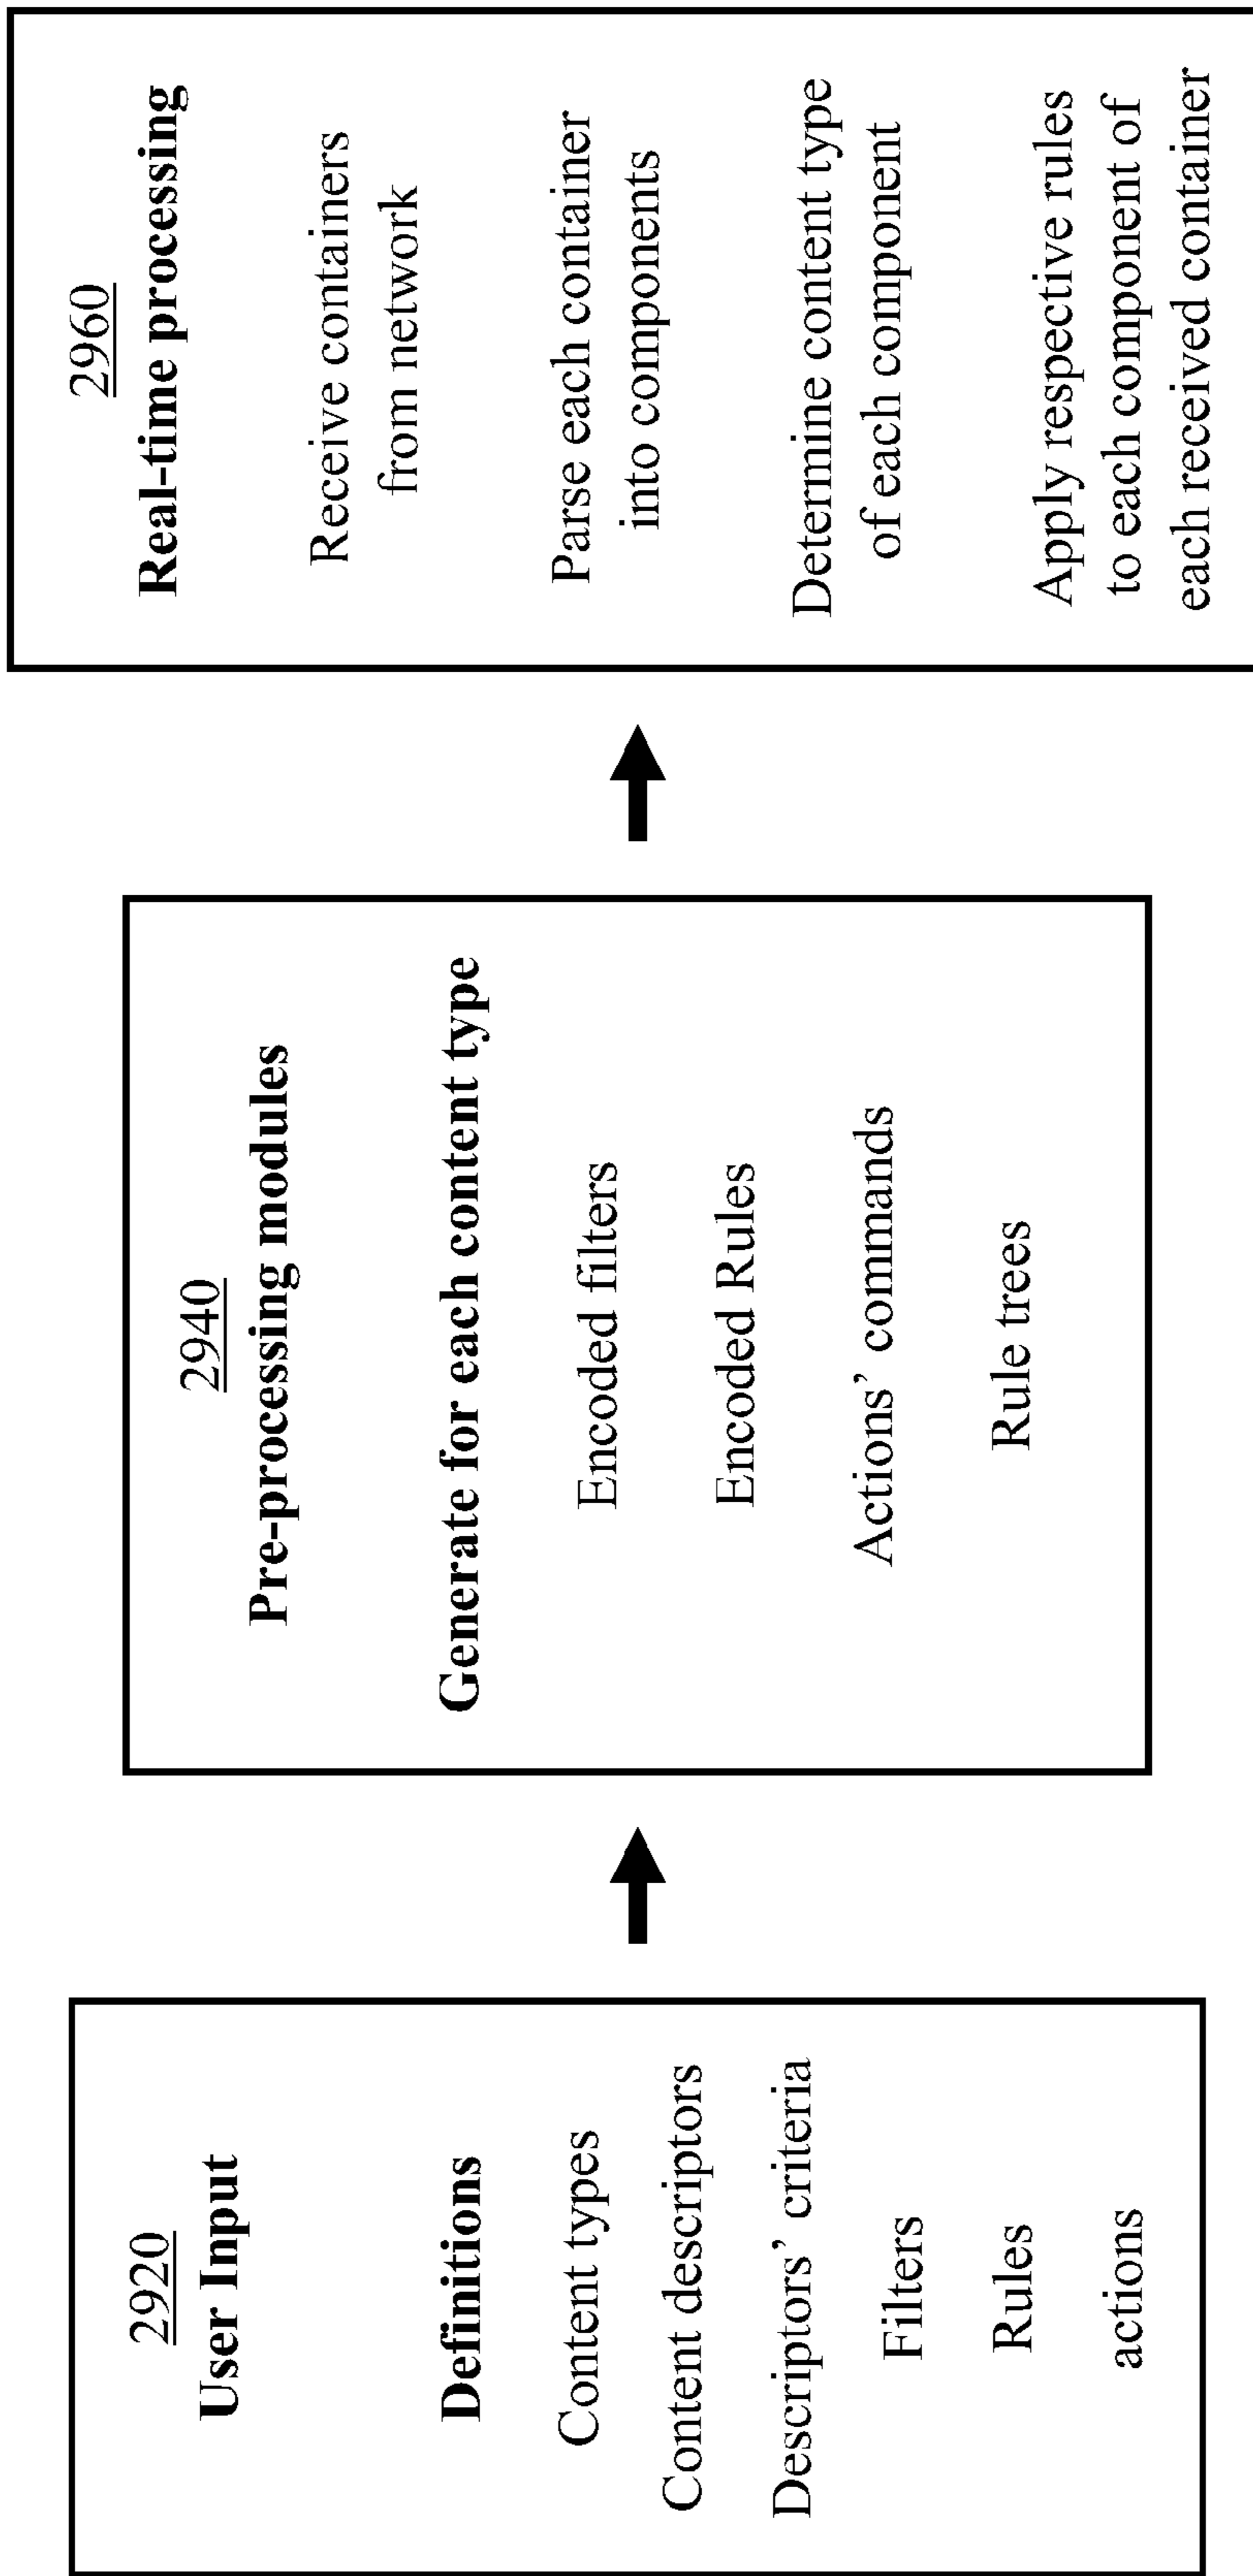 2920
User Input
Definitions
Content types
Content descriptors
Descriptors’ criteria
Filters
Rules
actions
2940
Pre-processing modules
Generate for each content type
Encoded filters
Encoded Rules
Actions’ commands
Rule trees
2960
Real-time processing
Receive containers
from network
Parse each container
into components
Determine content type
of each component
Apply respective rules
to each component of
each received container